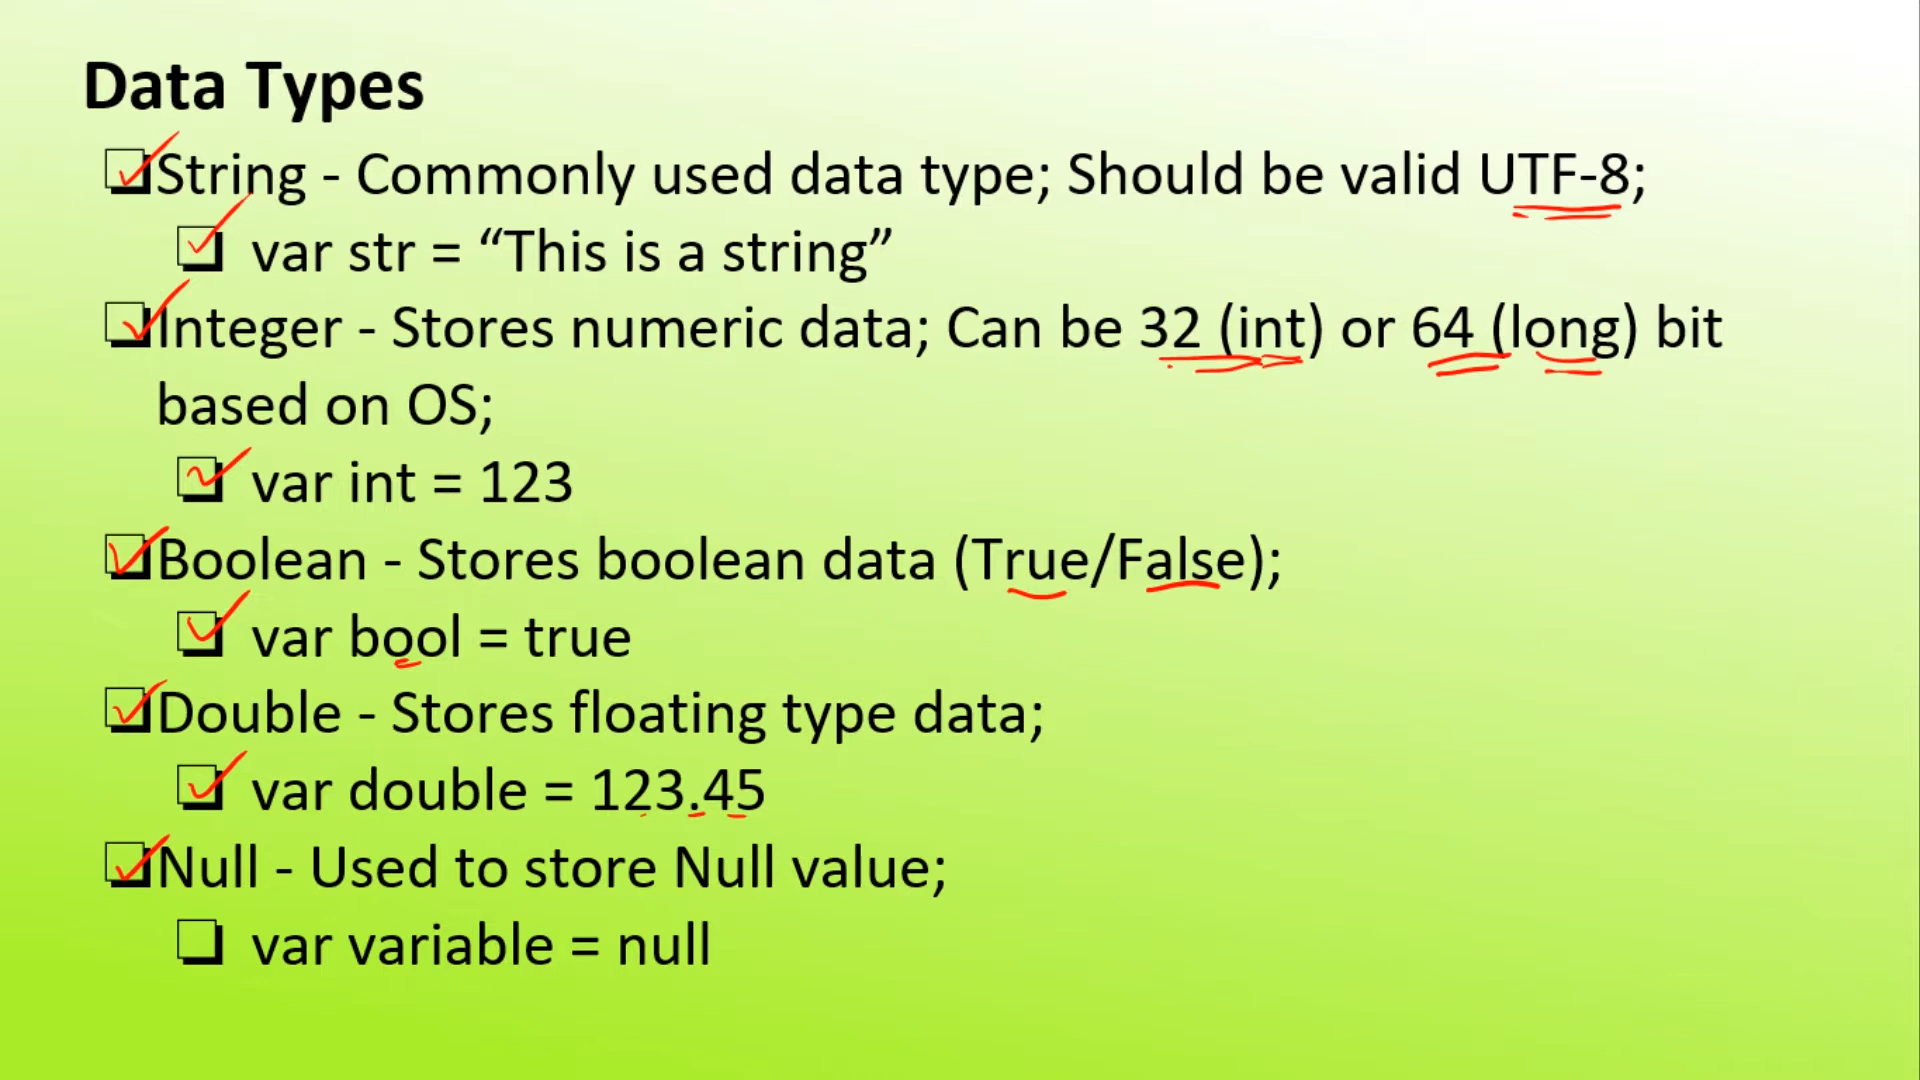 Data Types
String - Commonly used data type; Should be valid UTF-8;
var str = “This is a string”
Integer - Stores numeric data; Can be 32 (int) or 64 (long) bit
based on OS;
var int = 123
Boolean - Stores boolean data (True/False);
var bool = true
Double - Stores floating type data;
var double = 123.45
Null - Used to store Null value;
var variable = null